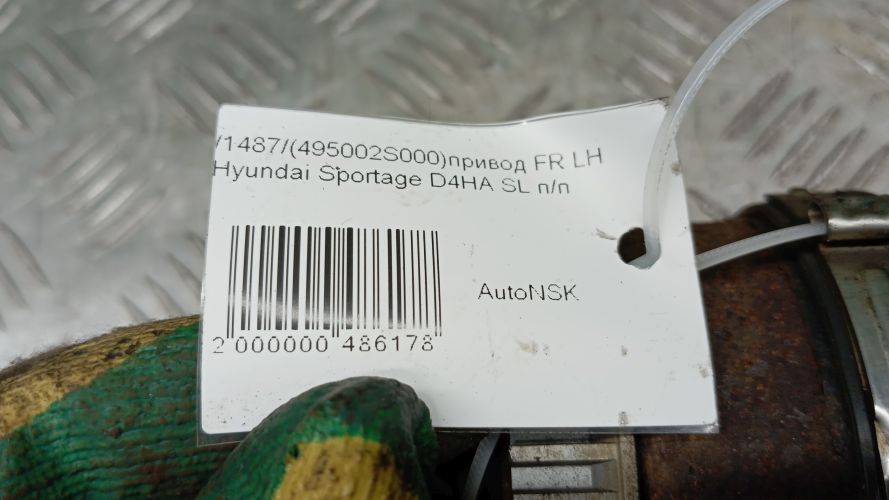 /1487/(495002S000)привод FR LH
Hyundai Sportage D4HA SL п/п
AutoNSK
2 000000 486178